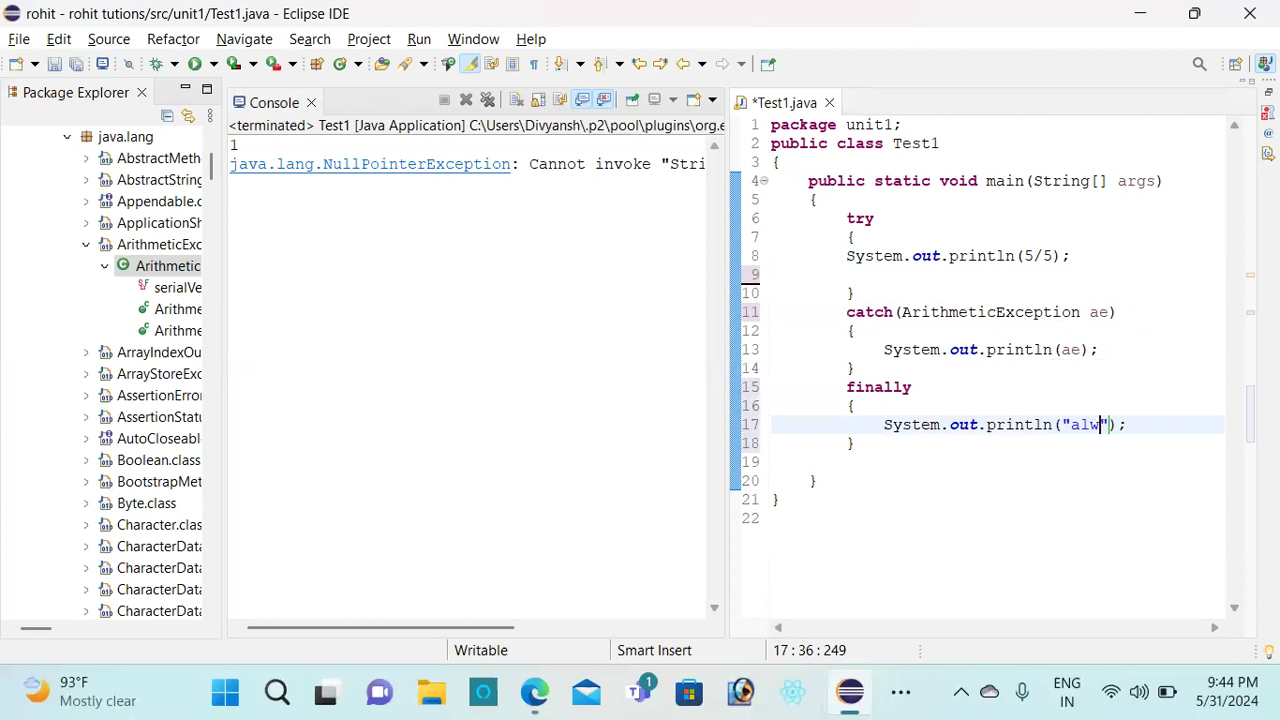 rohit - rohit tutions/src/unit1/Test1.java - Eclipse IDE
File Edit Source Refactor Navigate Search Project Run Window Help
Package Explorer
java.lang
AbstractMeth
AbstractString
Appendable.c
ApplicationSh
ArithmeticExc
Arithmetic
serialVe
Arithme
Arithme
ArrayIndexOu
ArrayStoreExc
AssertionErro
AssertionStatu
AutoCloseabl
Boolean.class
BootstrapMet
Byte.class
Character.clas
CharacterData
CharacterData
CharacterData
CharacterData
Console
<terminated> Test1 [Java Application] C:\Users\Divyansh\.p2\pool\plugins\org.e
1
java.lang.NullPointerException: Cannot invoke "Stri
*Test1.java
1 package unit1;
2 public class Test1
3 {
4 public static void main(String[] args)
5 {
6 try
7 {
8 System.out.println(5/5);
9
10 }
11 catch(ArithmeticException ae)
12 {
13 System.out.println(ae);
14 }
15 finally
16 {
17 System.out.println("alw");
18 }
19
20 }
21 }
22
Writable Smart Insert 17 : 36 : 249
93°F
Mostly clear
1
ENG
IN
9:44 PM
5/31/2024